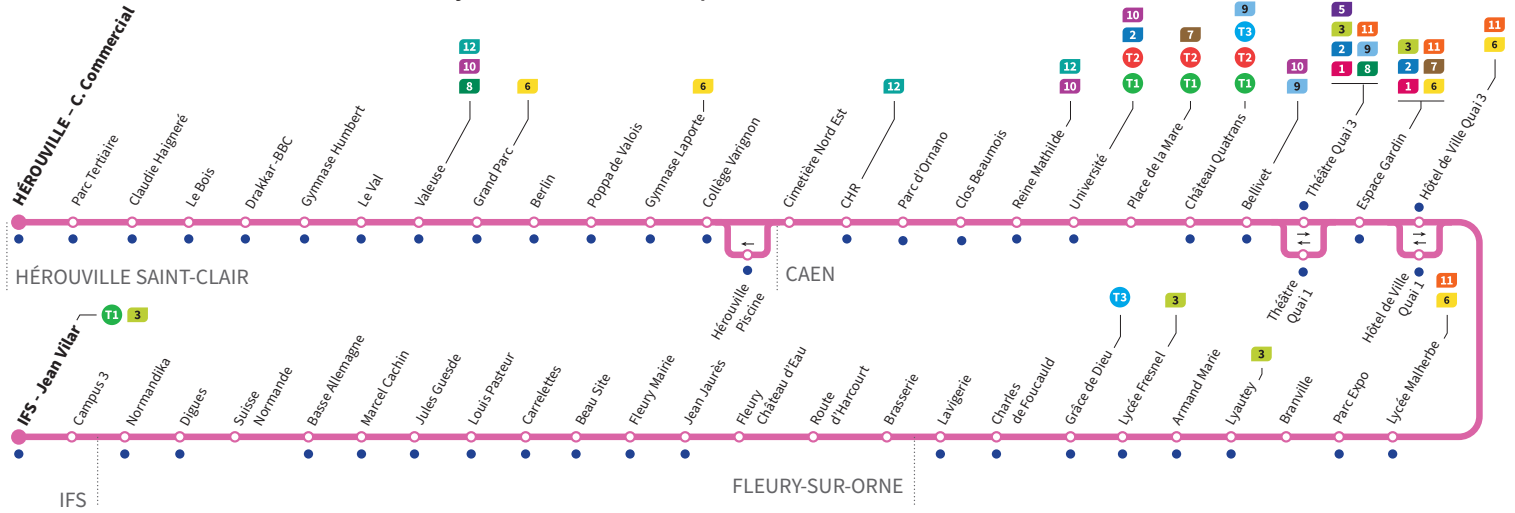 HÉROUVILLE – C. Commercial
Parc Tertiaire
Claudie Haigneré
Le Bois
Drakkar-BBC
Gymnase Humbert
Le Val
Valeuse
12
10
8
Grand Parc
6
Berlin
Poppa de Valois
Gymnase Laporte
6
Collège Varignon
Cimetière Nord Est
CHR
12
Parc d'Ornano
Clos Beaumois
Reine Mathilde
12
10
Université
10
2
T2
T1
Place de la Mare
7
T2
T1
Château Quatrans
9
T3
T1
Bellivet
10
9
Théâtre Quai 3
5
3 11
2 9
1 8
Espace Gardin
3 11
2 7
1 6
Hôtel de Ville Quai 3
11
6
HÉROUVILLE SAINT-CLAIR
CAEN
Hérouville
Piscine
Théâtre
Quai 1
Hôtel de Ville
Quai 1
IFS - Jean Vilar
T1 3
Campus 3
Normandika
Digues
Suisse
Normande
Basse Allemagne
Marcel Cachin
Jules Guesde
Louis Pasteur
Carrelettes
Beau Site
Fleury Mairie
Jean Jaurès
Fleury
Château d'Eau
Route
d'Harcourt
Brasserie
Lavigerie
Charles
de Foucauld
Grâce de Dieu
T3
Lycée Fresnel
3
Armand Marie
Lyautey
3
Branville
Parc Expo
Lycée Malherbe
11
6
IFS
FLEURY-SUR-ORNE